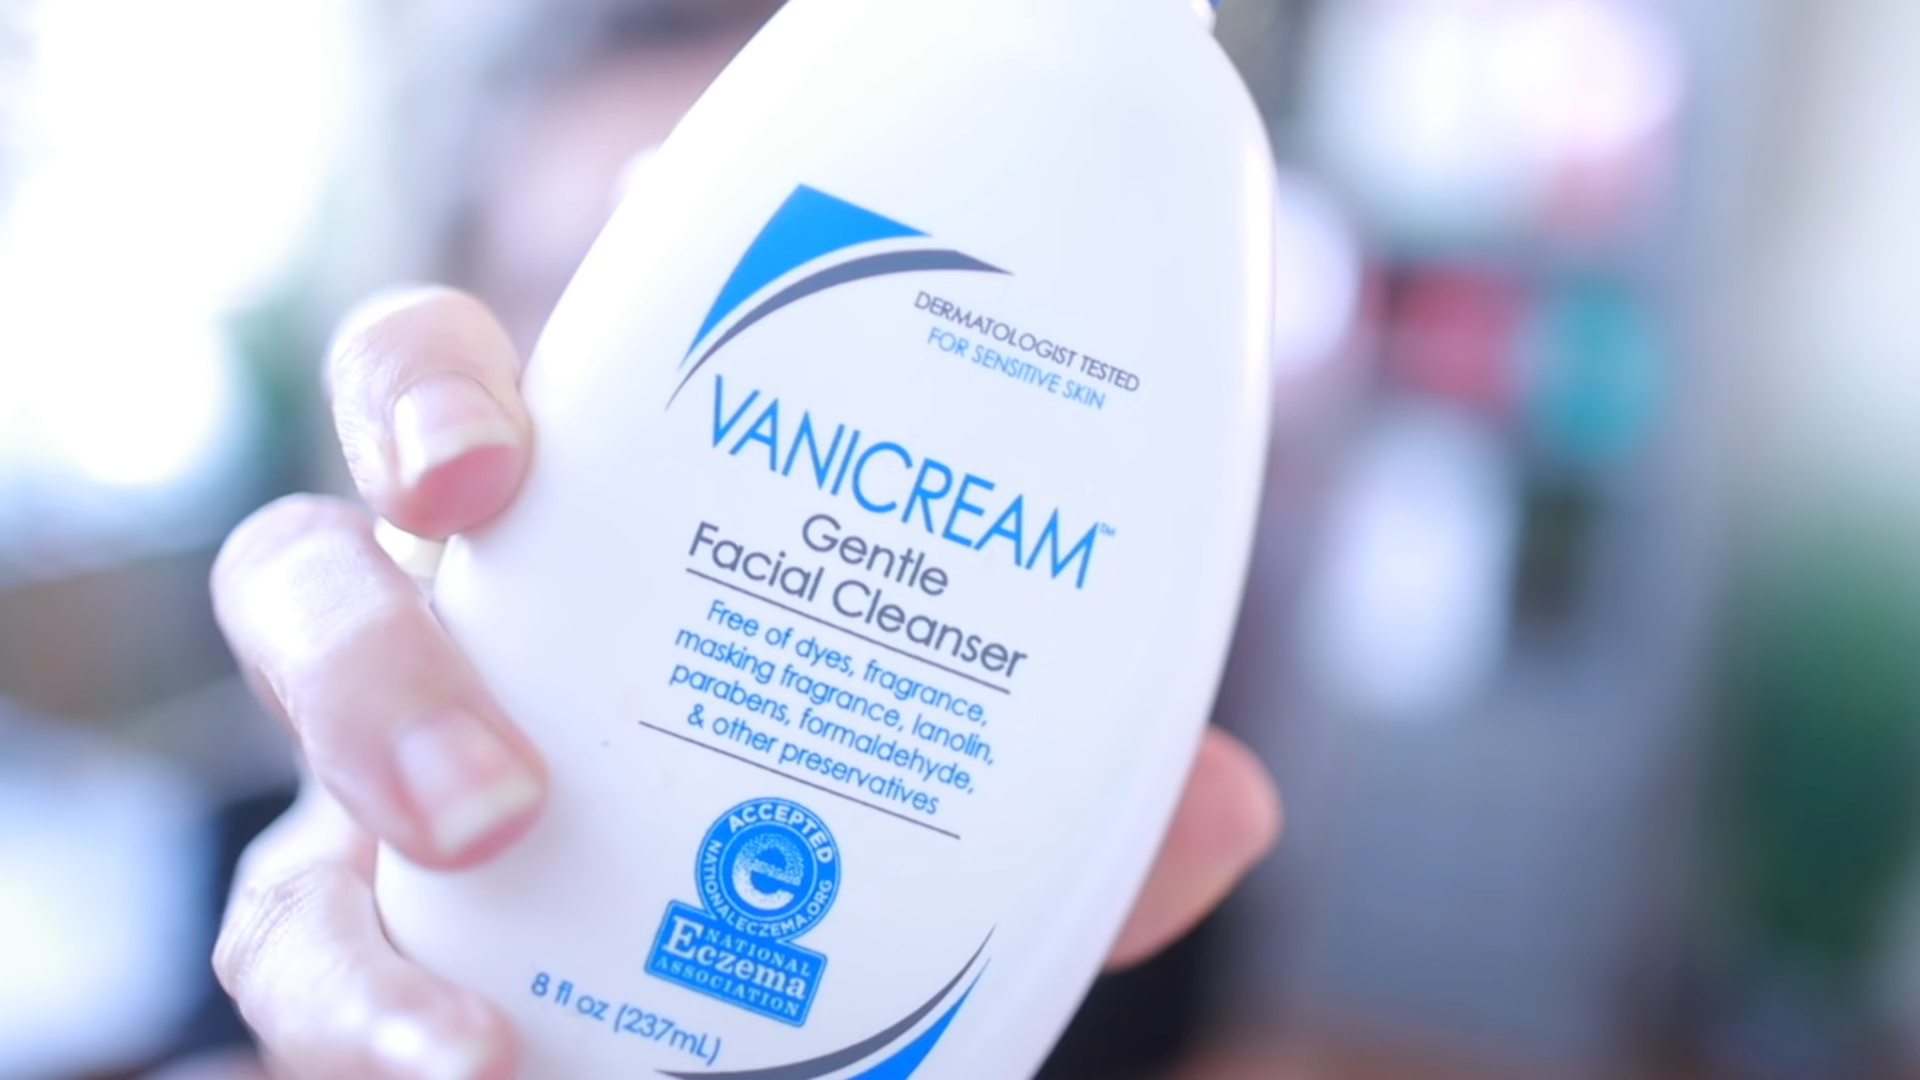 DERMATOLOGIST TESTED
FOR SENSITIVE SKIN
VANICREAM™
Gentle
Facial Cleanser
Free of dyes, fragrance,
masking fragrance, lanolin,
parabens, formaldehyde,
& other preservatives
ACCEPTED
NATIONALECZEMA.ORG
NATIONAL
Eczema
ASSOCIATION
8 fl oz (237mL)